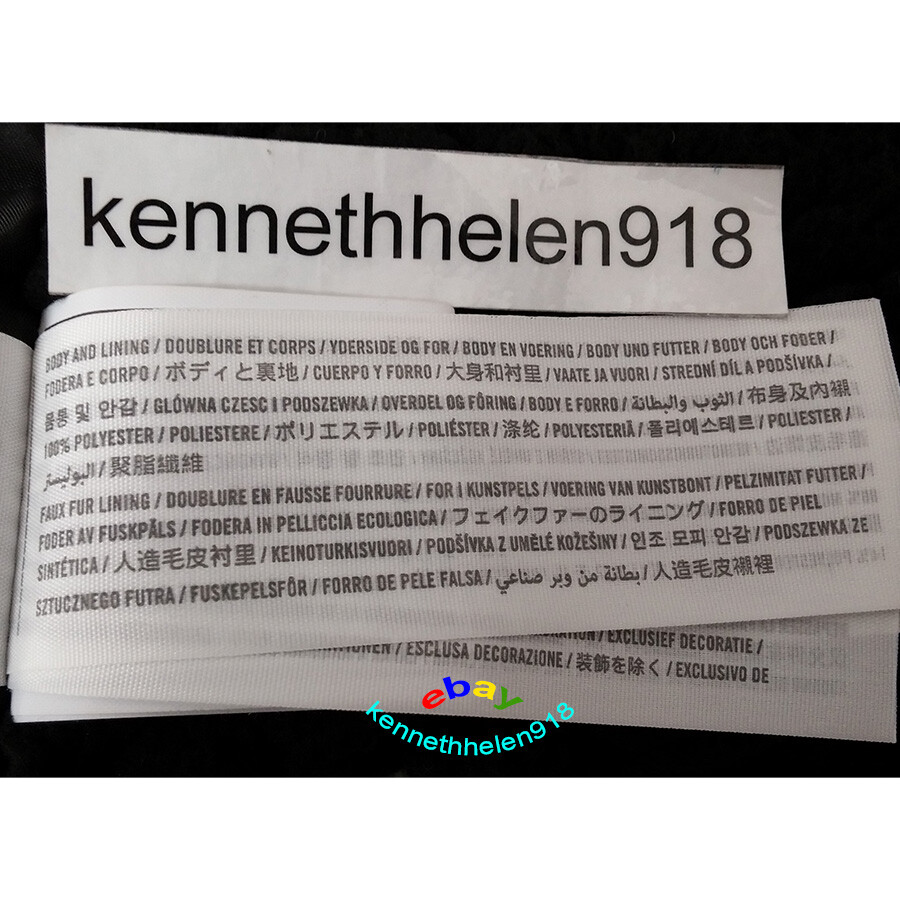 kennethhelen918
BODY AND LINING / DOUBLURE ET CORPS / YDERSIDE OG FOR / BODY EN VOERING / BODY UND FUTTER / BODY OCH FODER /
FODERA E CORPO / ボディと裏地 / CUERPO Y FORRO / 大身和衬里 / VAATE JA VUORI / STREDNÍ DÍL A PODŠÍVKA /
몸통 및 안감 / GLÓWNA CZESC I PODSZEWKA / OVERDEL OG FÔRING / BODY E FORRO / الثوب والبطانة / 布身及內襯
100% POLYESTER / POLIESTERE / ポリエステル / POLIÉSTER / 涤纶 / POLYESTERIÄ / 폴리에스테르 / POLIESTER /
البوليستر / 聚脂纖維
FAUX FUR LINING / DOUBLURE EN FAUSSE FOURRURE / FOR I KUNSTPELS / VOERING VAN KUNSTBONT / PELZIMITAT FUTTER /
FODER AV FUSKPÄLS / FODERA IN PELLICCIA ECOLOGICA / フェイクファーのライニング / FORRO DE PIEL
SINTÉTICA / 人造毛皮衬里 / KEINOTURKISVUORI / PODŠÍVKA Z UMĚLÉ KOŽEŠINY / 인조 모피 안감 / PODSZEWKA ZE
SZTUCZNEGO FUTRA / FUSKEPELSFÔR / FORRO DE PELE FALSA / بطانة من وبر صناعي / 人造毛皮襯裡
/ EXCLUSIEF DECORATIE /
/ ESCLUSA DECORAZIONE / 装飾を除く / EXCLUSIVO DE
ebay
kennethhelen918